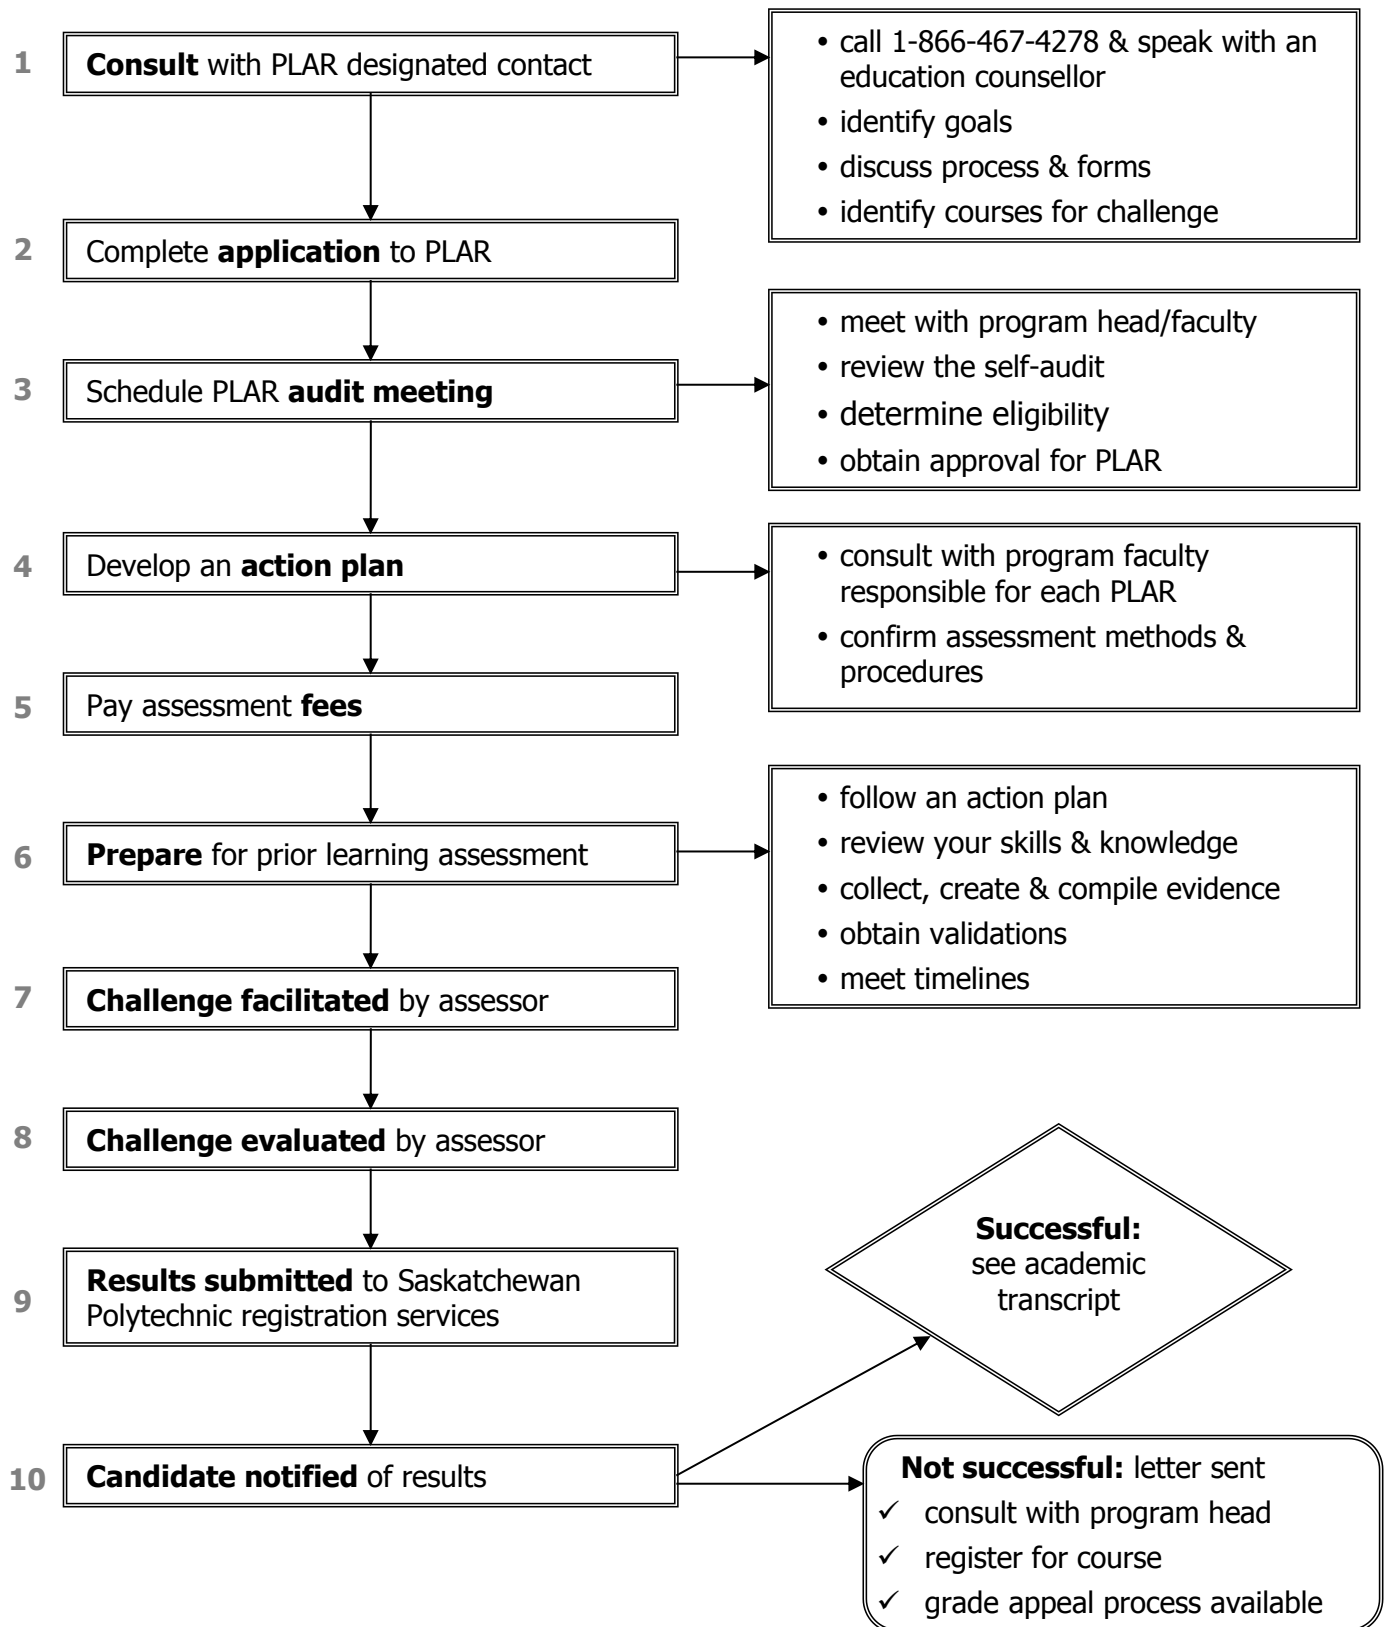 1
Consult with PLAR designated contact
• call 1-866-467-4278 & speak with an
education counsellor
• identify goals
• discuss process & forms
• identify courses for challenge
2
Complete application to PLAR
3
Schedule PLAR audit meeting
• meet with program head/faculty
• review the self-audit
• determine eligibility
• obtain approval for PLAR
4
Develop an action plan
• consult with program faculty
responsible for each PLAR
• confirm assessment methods &
procedures
5
Pay assessment fees
6
Prepare for prior learning assessment
• follow an action plan
• review your skills & knowledge
• collect, create & compile evidence
• obtain validations
• meet timelines
7
Challenge facilitated by assessor
8
Challenge evaluated by assessor
9
Results submitted to Saskatchewan
Polytechnic registration services
10
Candidate notified of results
Successful:
see academic
transcript
Not successful: letter sent
✓ consult with program head
✓ register for course
✓ grade appeal process available